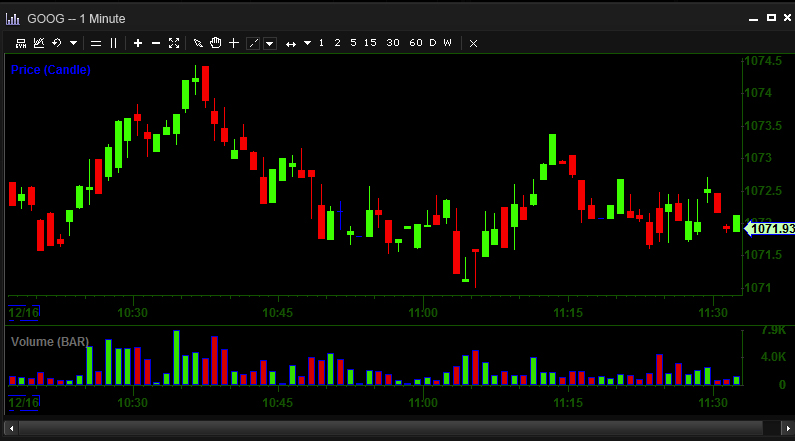 GOOG -- 1 Minute
1 2 5 15 30 60 D W
Price (Candle)
1074.5
1074
1073.5
1073
1072.5
1071.93
1071.5
1071
12/16 10:30 10:45 11:00 11:15 11:30
Volume (BAR)
7.9K
4.0K
0
12/16 10:30 10:45 11:00 11:15 11:30